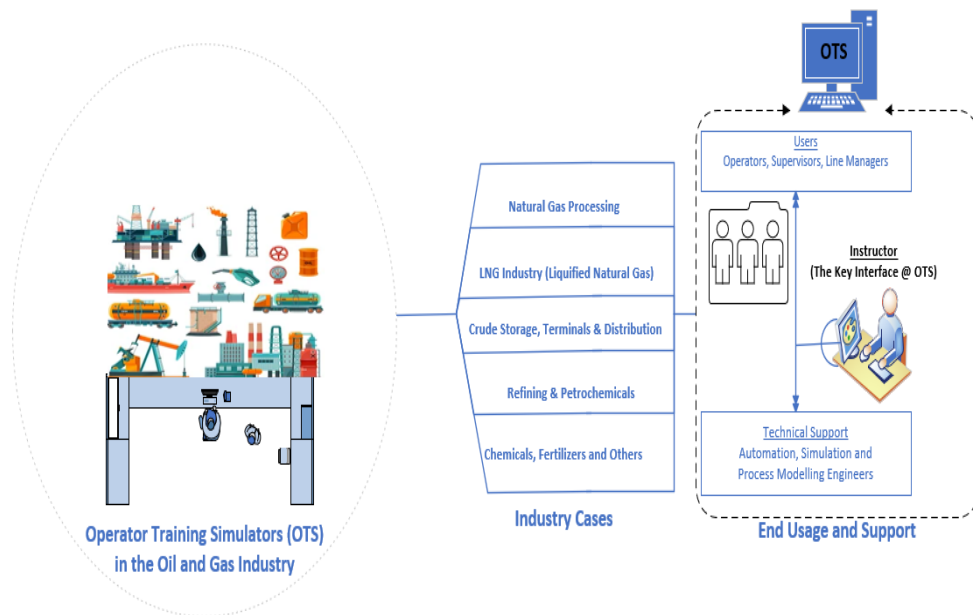 OTS
Users
Operators, Supervisors, Line Managers
Instructor
(The Key Interface @ OTS)
Technical Support
Automation, Simulation and
Process Modelling Engineers
End Usage and Support
Natural Gas Processing
LNG Industry (Liquified Natural Gas)
Crude Storage, Terminals & Distribution
Refining & Petrochemicals
Chemicals, Fertilizers and Others
Industry Cases
Operator Training Simulators (OTS)
in the Oil and Gas Industry